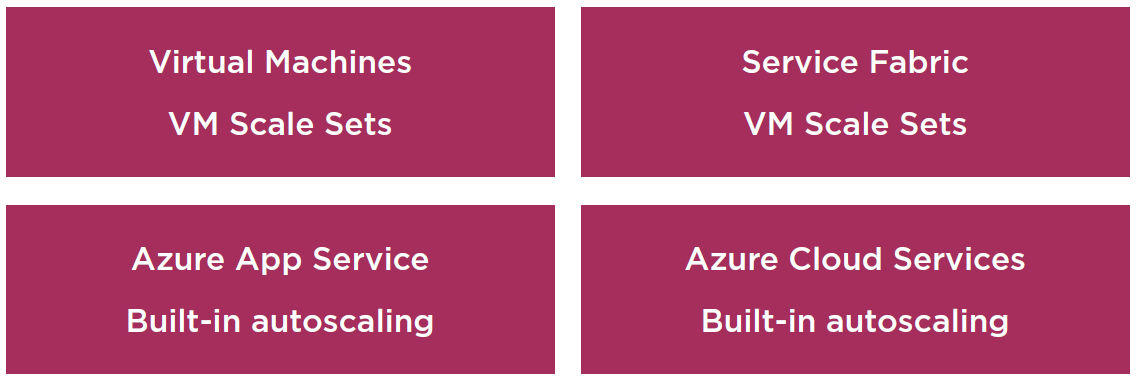 Virtual Machines
VM Scale Sets
Service Fabric
VM Scale Sets
Azure App Service
Built-in autoscaling
Azure Cloud Services
Built-in autoscaling